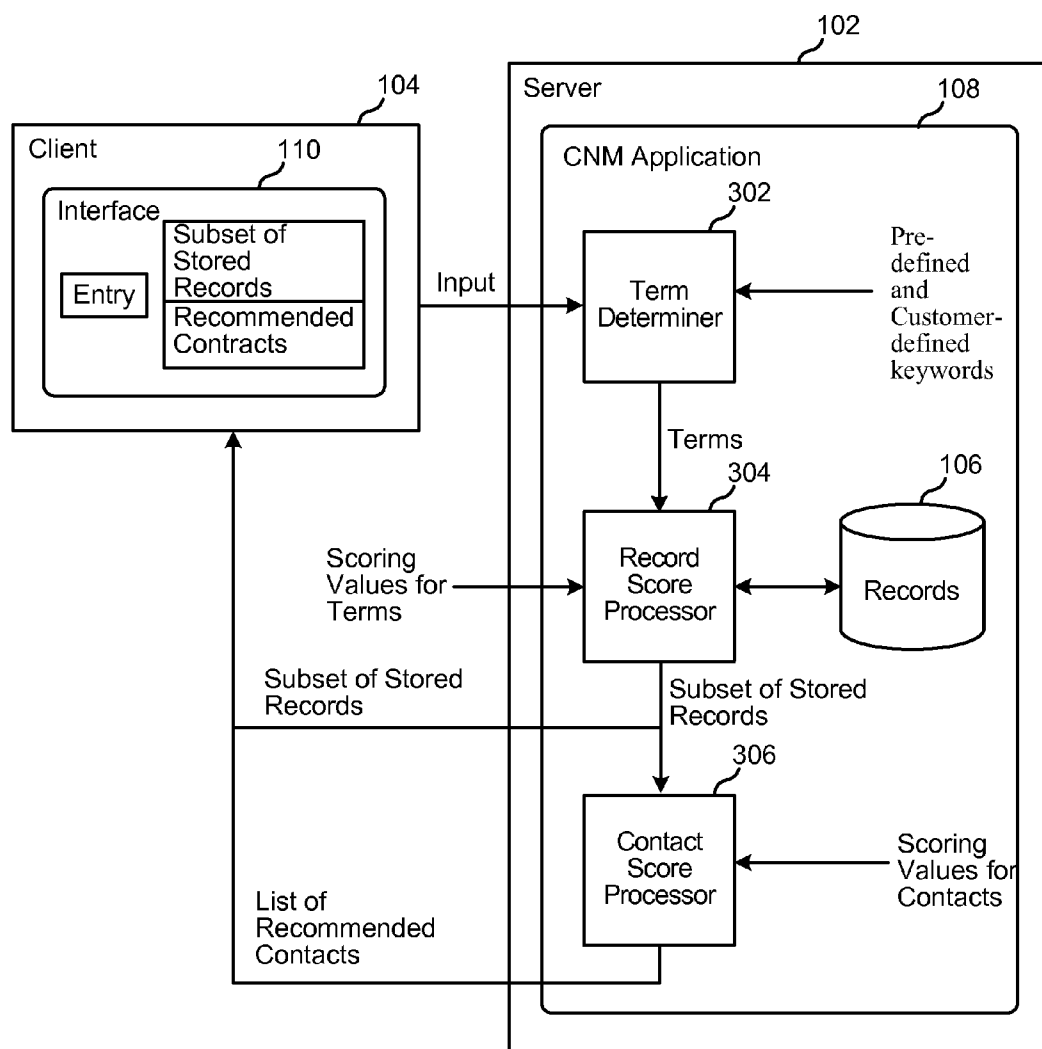 102
Server
104
108
Client
CNM Application
110
302
Interface
Subset of
Stored
Records
Entry
Recommended
Contracts
Input
Term
Determiner
Pre-
defined
and
Customer-
defined
keywords
Terms
304
106
Scoring
Values for
Terms
Record
Score
Processor
Records
Subset of Stored
Records
Subset of Stored
Records
306
Contact
Score
Processor
Scoring
Values for
Contacts
List of
Recommended
Contacts